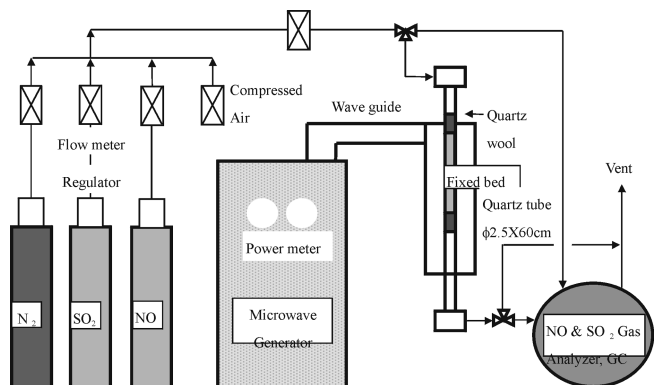 Compressed
Air
Wave guide
Quartz
wool
Flow meter
Regulator
Fixed bed
Vent
Quartz tube
ϕ2.5X60cm
Power meter
N₂
SO₂
NO
Microwave
Generator
NO & SO₂ Gas
Analyzer, GC